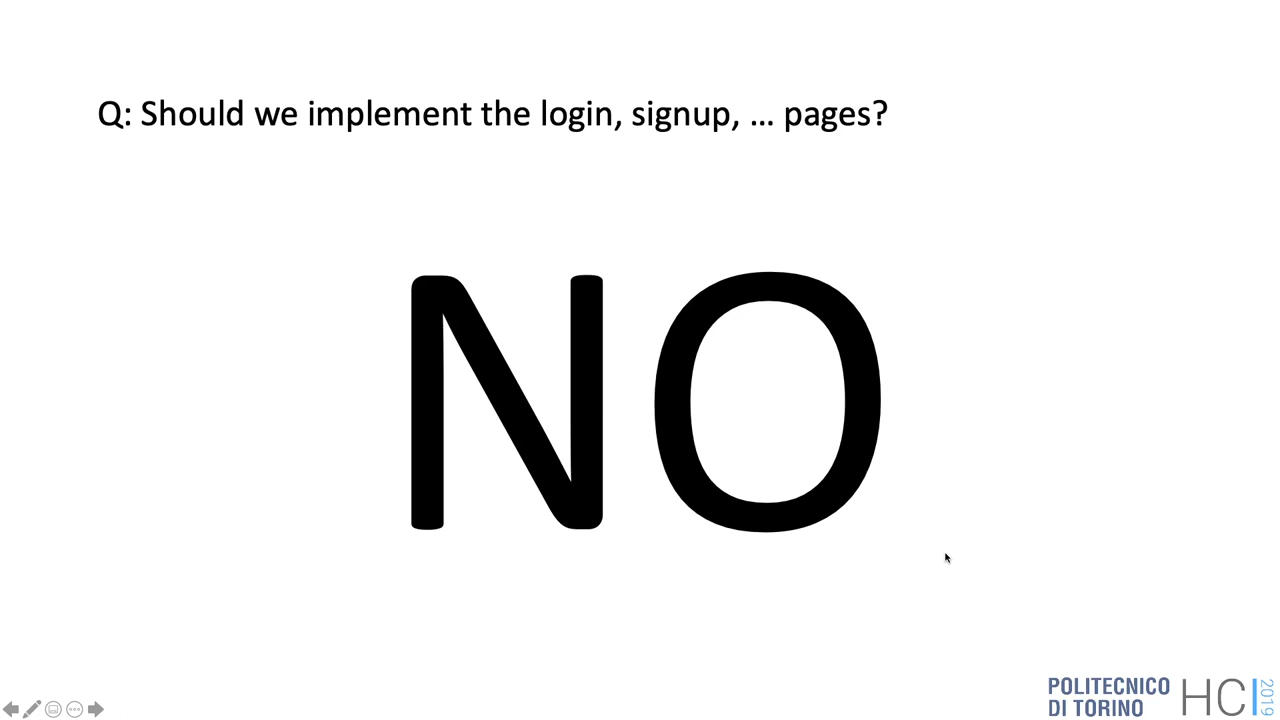 Q: Should we implement the login, signup, ... pages?
NO
POLITECNICO
DI TORINO
HCI
2019